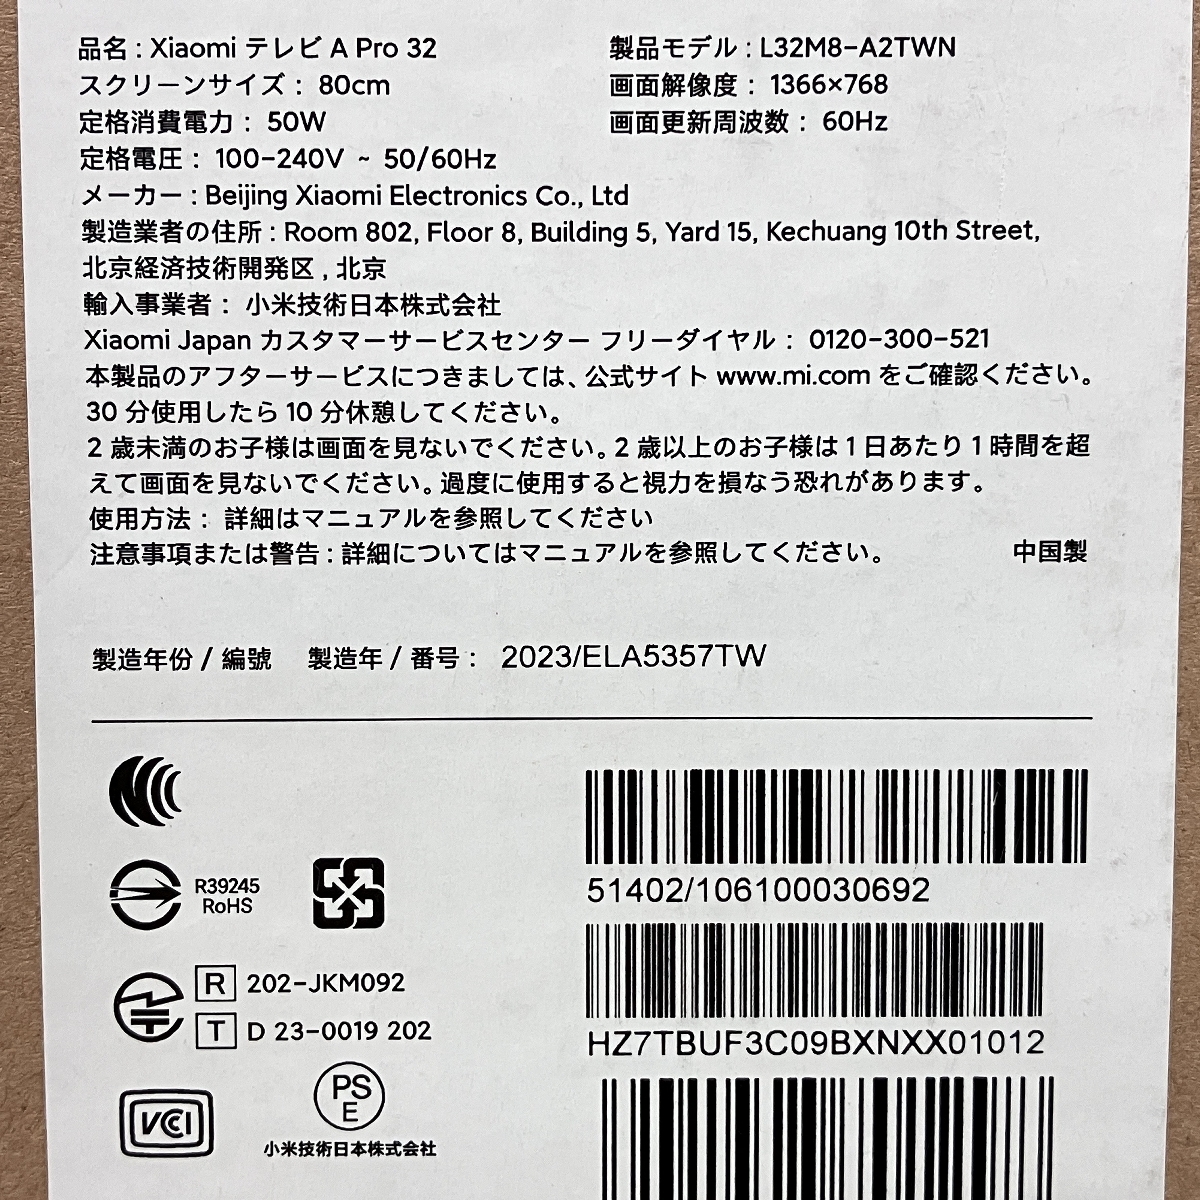 品名 : Xiaomi テレビ A Pro 32
製品モデル : L32M8-A2TWN
スクリーンサイズ : 80cm
画面解像度 : 1366×768
定格消費電力 : 50W
画面更新周波数 : 60Hz
定格電圧 : 100-240V ~ 50/60Hz
メーカー : Beijing Xiaomi Electronics Co., Ltd
製造業者の住所 : Room 802, Floor 8, Building 5, Yard 15, Kechuang 10th Street,
北京経済技術開発区 , 北京
輸入事業者 : 小米技術日本株式会社
Xiaomi Japan カスタマーサービスセンター フリーダイヤル : 0120-300-521
本製品のアフターサービスにつきましては、公式サイト www.mi.com をご確認ください。
30 分使用したら 10 分休憩してください。
2 歳未満のお子様は画面を見ないでください。2 歳以上のお子様は 1 日あたり 1 時間を超
えて画面を見ないでください。過度に使用すると視力を損なう恐れがあります。
使用方法 : 詳細はマニュアルを参照してください
注意事項または警告 : 詳細についてはマニュアルを参照してください。
中国製
製造年份 / 編號 製造年 / 番号 : 2023/ELA5357TW
51402/106100030692
R39245
RoHS
R 202-JKM092
T D 23-0019 202
HZ7TBUF3C09BXNXX01012
VCCI
PS
E
小米技術日本株式会社